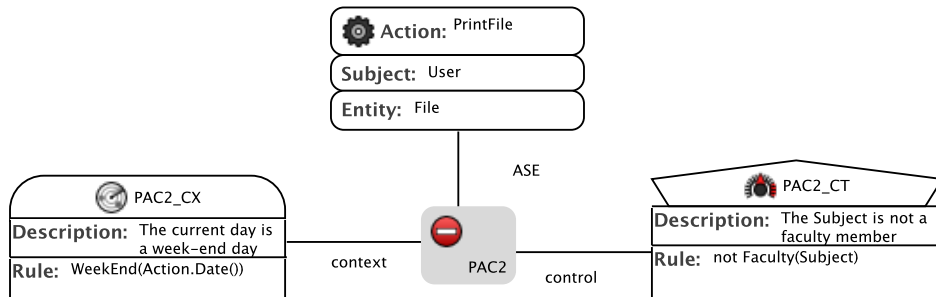 Action: PrintFile
Subject: User
Entity: File
ASE
PAC2_CX
Description: The current day is
a week-end day
Rule: WeekEnd(Action.Date())
context
PAC2
control
PAC2_CT
Description: The Subject is not a
faculty member
Rule: not Faculty(Subject)